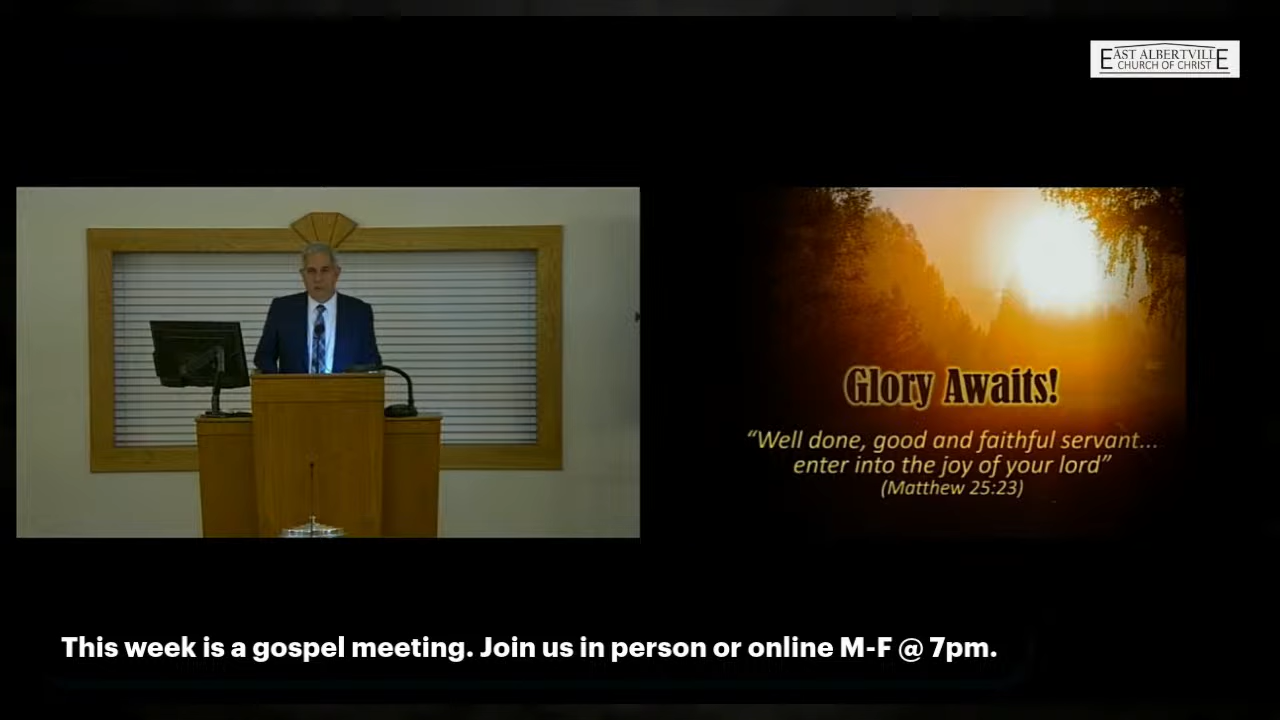 EAST ALBERTVILLE
CHURCH OF CHRIST
Glory Awaits!
“Well done, good and faithful servant...
enter into the joy of your lord”
(Matthew 25:23)
This week is a gospel meeting. Join us in person or online M-F @ 7pm.